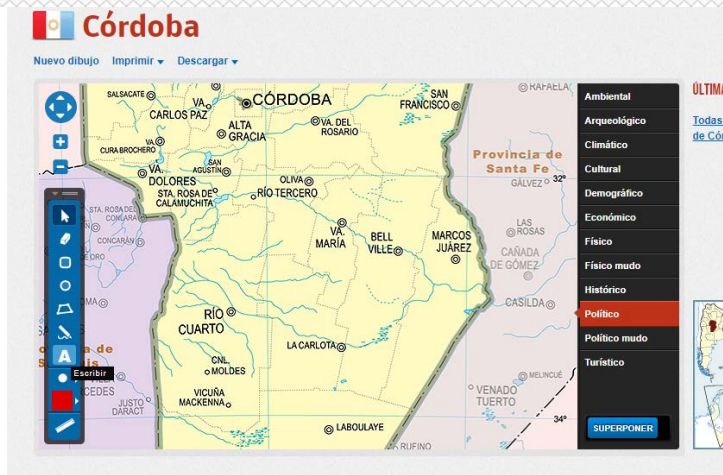 Córdoba
Nuevo dibujo Imprimir Descargar
SALSACATE
VA.
CARLOS PAZ
CÓRDOBA
SAN
FRANCISCO
RAFAELA
ALTA
GRACIA
VA. DEL
ROSARIO
VA.
CURA BROCHERO
VA.
DOLORES
SAN
AGUSTÍN
STA. ROSA DE
CALAMUCHITA
OLIVA
RÍO TERCERO
Provincia de
Santa Fe
GÁLVEZ
32°
STA. ROSA DEL
CONLARA
CONCARÁN
DE ORO
VA.
MARÍA
BELL
VILLE
MARCOS
JUÁREZ
LAS
ROSAS
CAÑADA
DE GÓMEZ
CASILDA
RÍO
CUARTO
LA CARLOTA
CNL.
MOLDES
VICUÑA
MACKENNA
MELINCUÉ
VENADO
TUERTO
JUSTO
DARACT
CEDES
LABOULAYE
34°
RUFINO
A
Escribir
Ambiental
Arqueológico
Climático
Cultural
Demográfico
Económico
Físico
Físico mudo
Histórico
Político
Político mudo
Turístico
SUPERPONER
ÚLTIMA
Todas
de Cór